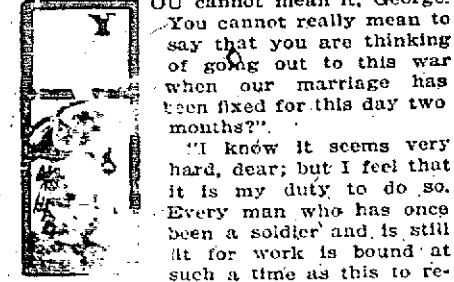 OU cannot mean it, George.
You cannot really mean to
say that you are thinking
of going out to this war
when our marriage has
been fixed for this day two
months?".
"I know it seems very
hard, dear; but I feel that
it is my duty to do so.
Every man who has once
been a soldier and is still
fit for work is bound at
such a time as this to re-